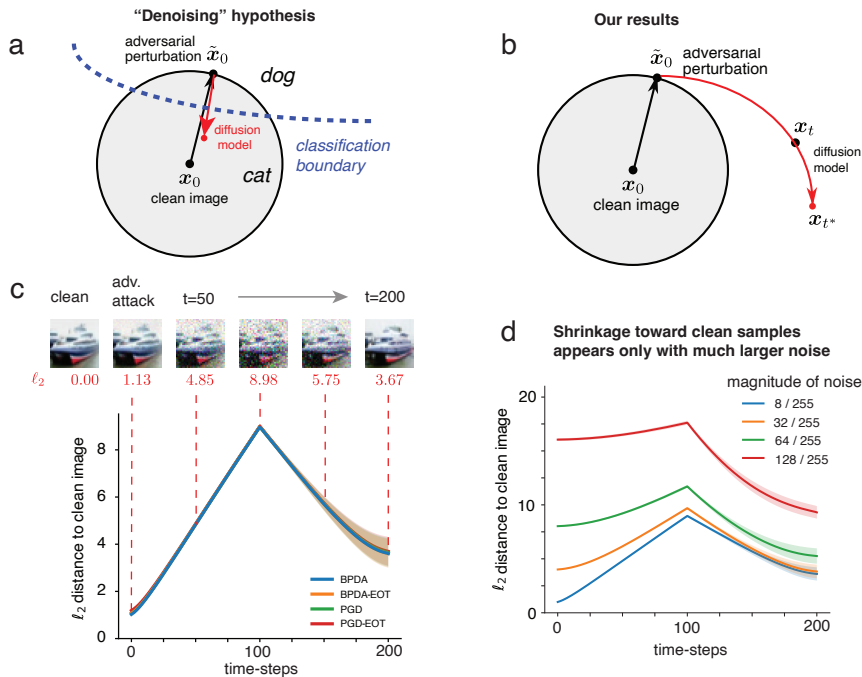 “Denoising” hypothesis
a
adversarial
perturbation
x̃₀
dog
diffusion
model
classification
boundary
x₀
cat
clean image
Our results
b
x̃₀
adversarial
perturbation
xₜ
diffusion
model
x₀
clean image
xₜ*
c
clean
adv.
attack
t=50
t=200
ℓ₂
0.00
1.13
4.85
8.98
5.75
3.67
ℓ₂ distance to clean image
8
6
4
2
0
BPDA
BPDA-EOT
PGD
PGD-EOT
0
100
200
time-steps
d
Shrinkage toward clean samples
appears only with much larger noise
magnitude of noise
8 / 255
32 / 255
64 / 255
128 / 255
ℓ₂ distance to clean image
20
10
5
0
0
100
200
time-steps